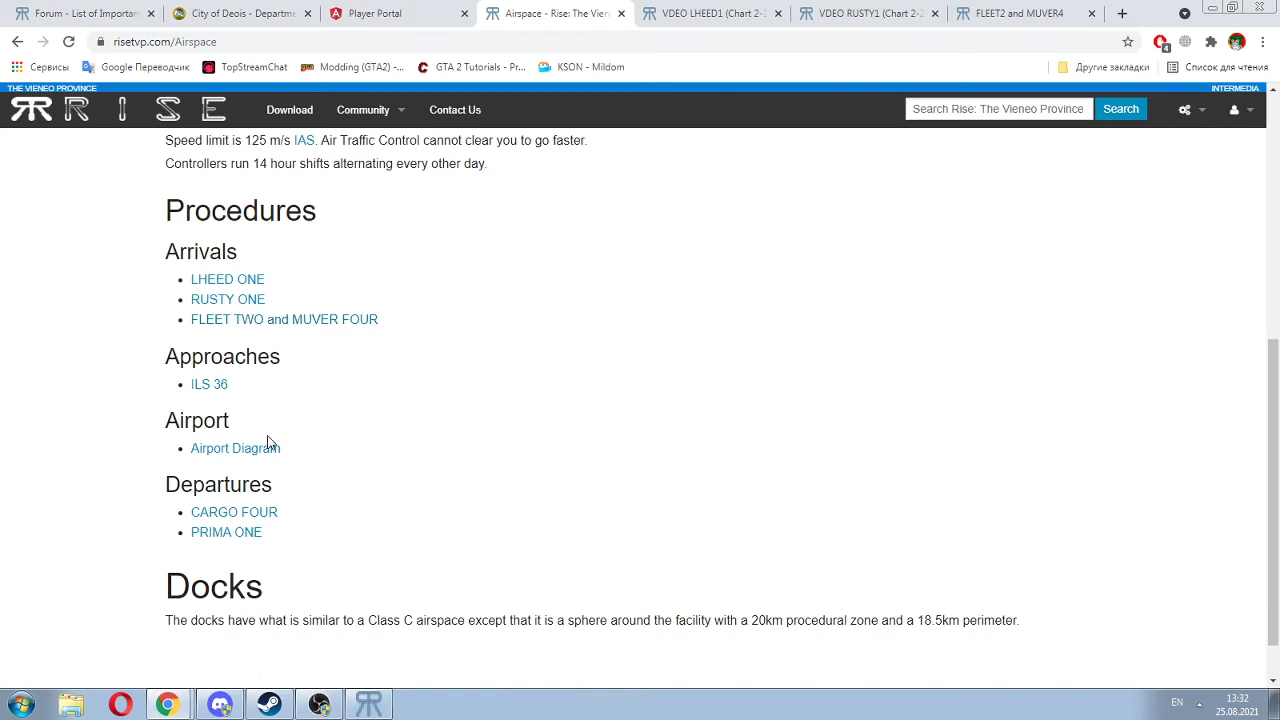 Forum - List of Importan
City of Deois - Departme
Player Portal
Airspace - Rise: The Vien
VDEO LHEED1 (Chart 2-1
VDEO RUSTY1 (Chart 2-2
FLEET2 and MUVER4
risetvp.com/Airspace
4
Сервисы
Google Переводчик
TopStreamChat
Modding (GTA2) -...
GTA 2 Tutorials - Pr...
KSON - Mildom
Другие закладки
Список для чтения
THE VIENEO PROVINCE
INTERMEDIA
R I S E
Download
Community
Contact Us
Search Rise: The Vieneo Province
Search
Speed limit is 125 m/s IAS. Air Traffic Control cannot clear you to go faster.
Controllers run 14 hour shifts alternating every other day.
Procedures
Arrivals
LHEED ONE
RUSTY ONE
FLEET TWO and MUVER FOUR
Approaches
ILS 36
Airport
Airport Diagram
Departures
CARGO FOUR
PRIMA ONE
Docks
The docks have what is similar to a Class C airspace except that it is a sphere around the facility with a 20km procedural zone and a 18.5km perimeter.
EN
13:32
25.08.2021